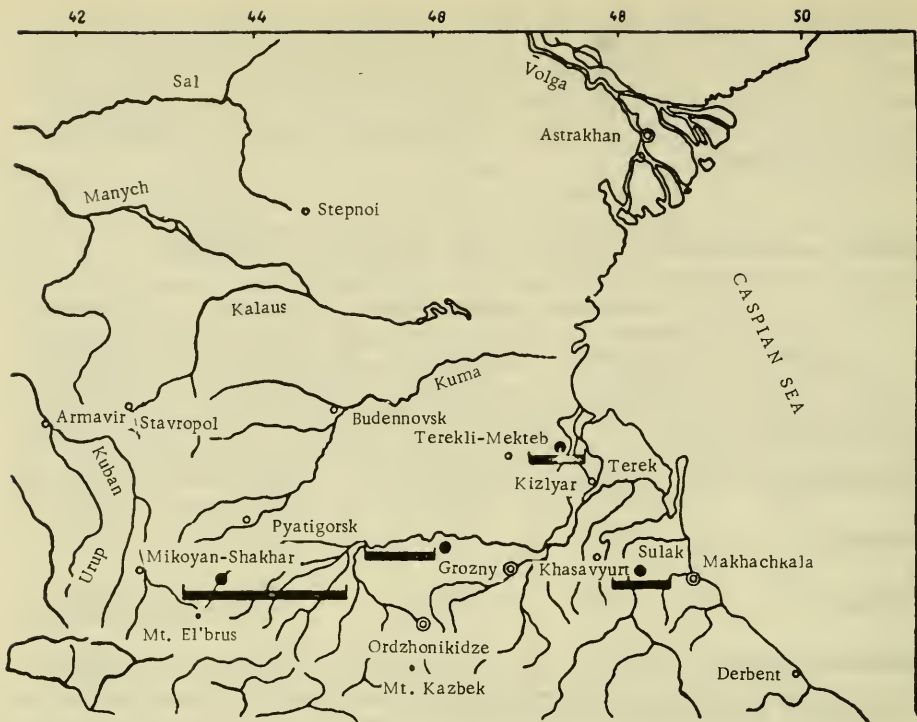 42 44 48 48 50
Sal
Volga
Astrakhan
Manych
Stepnoi
Kalaus
CASPIAN SEA
Kuma
Armavir
Stavropol
Budennovsk
Terekli-Mekteb
Kuban
Terek
Kizlyar
Pyatigorsk
Urup
Mikoyan-Shakhar
Grozny
Khasavyurt
Sulak
Makhachkala
Mt. El'brus
Ordzhonikidze
Mt. Kazbek
Derbent